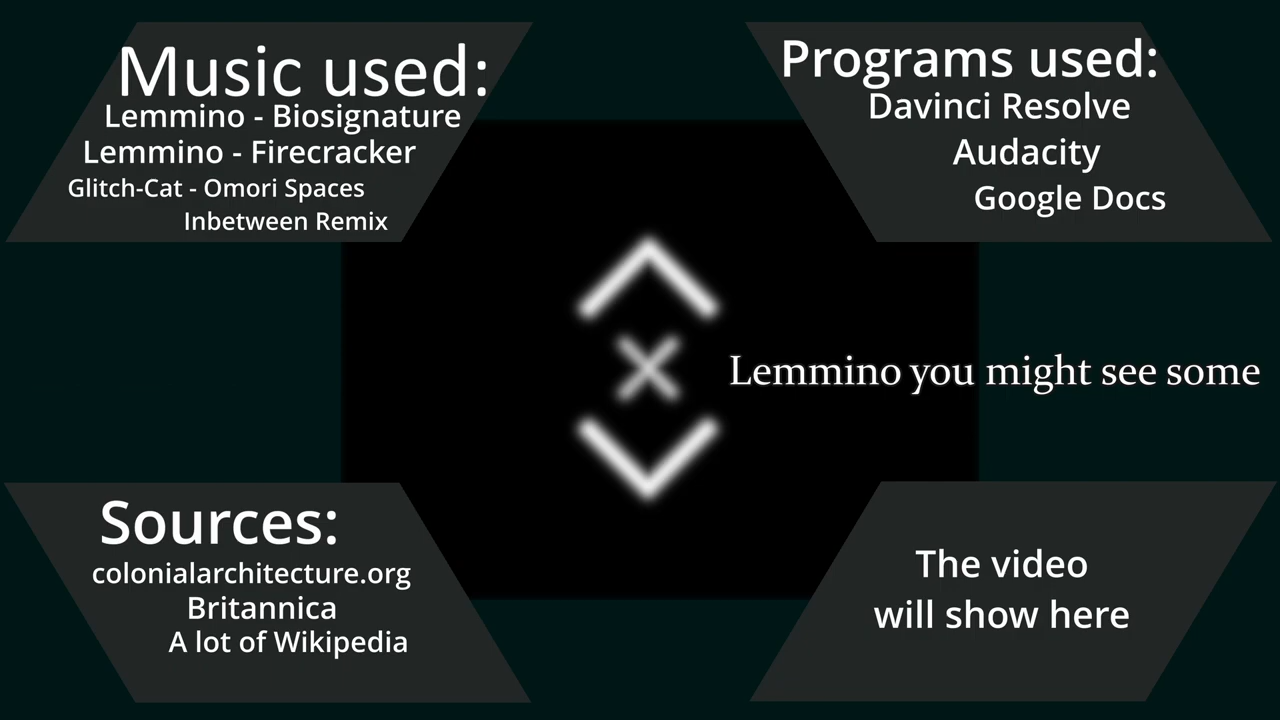 Music used:
Lemmino - Biosignature
Lemmino - Firecracker
Glitch-Cat - Omori Spaces
Inbetween Remix
Programs used:
Davinci Resolve
Audacity
Google Docs
Lemmino you might see some
Sources:
colonialarchitecture.org
Britannica
A lot of Wikipedia
The video
will show here